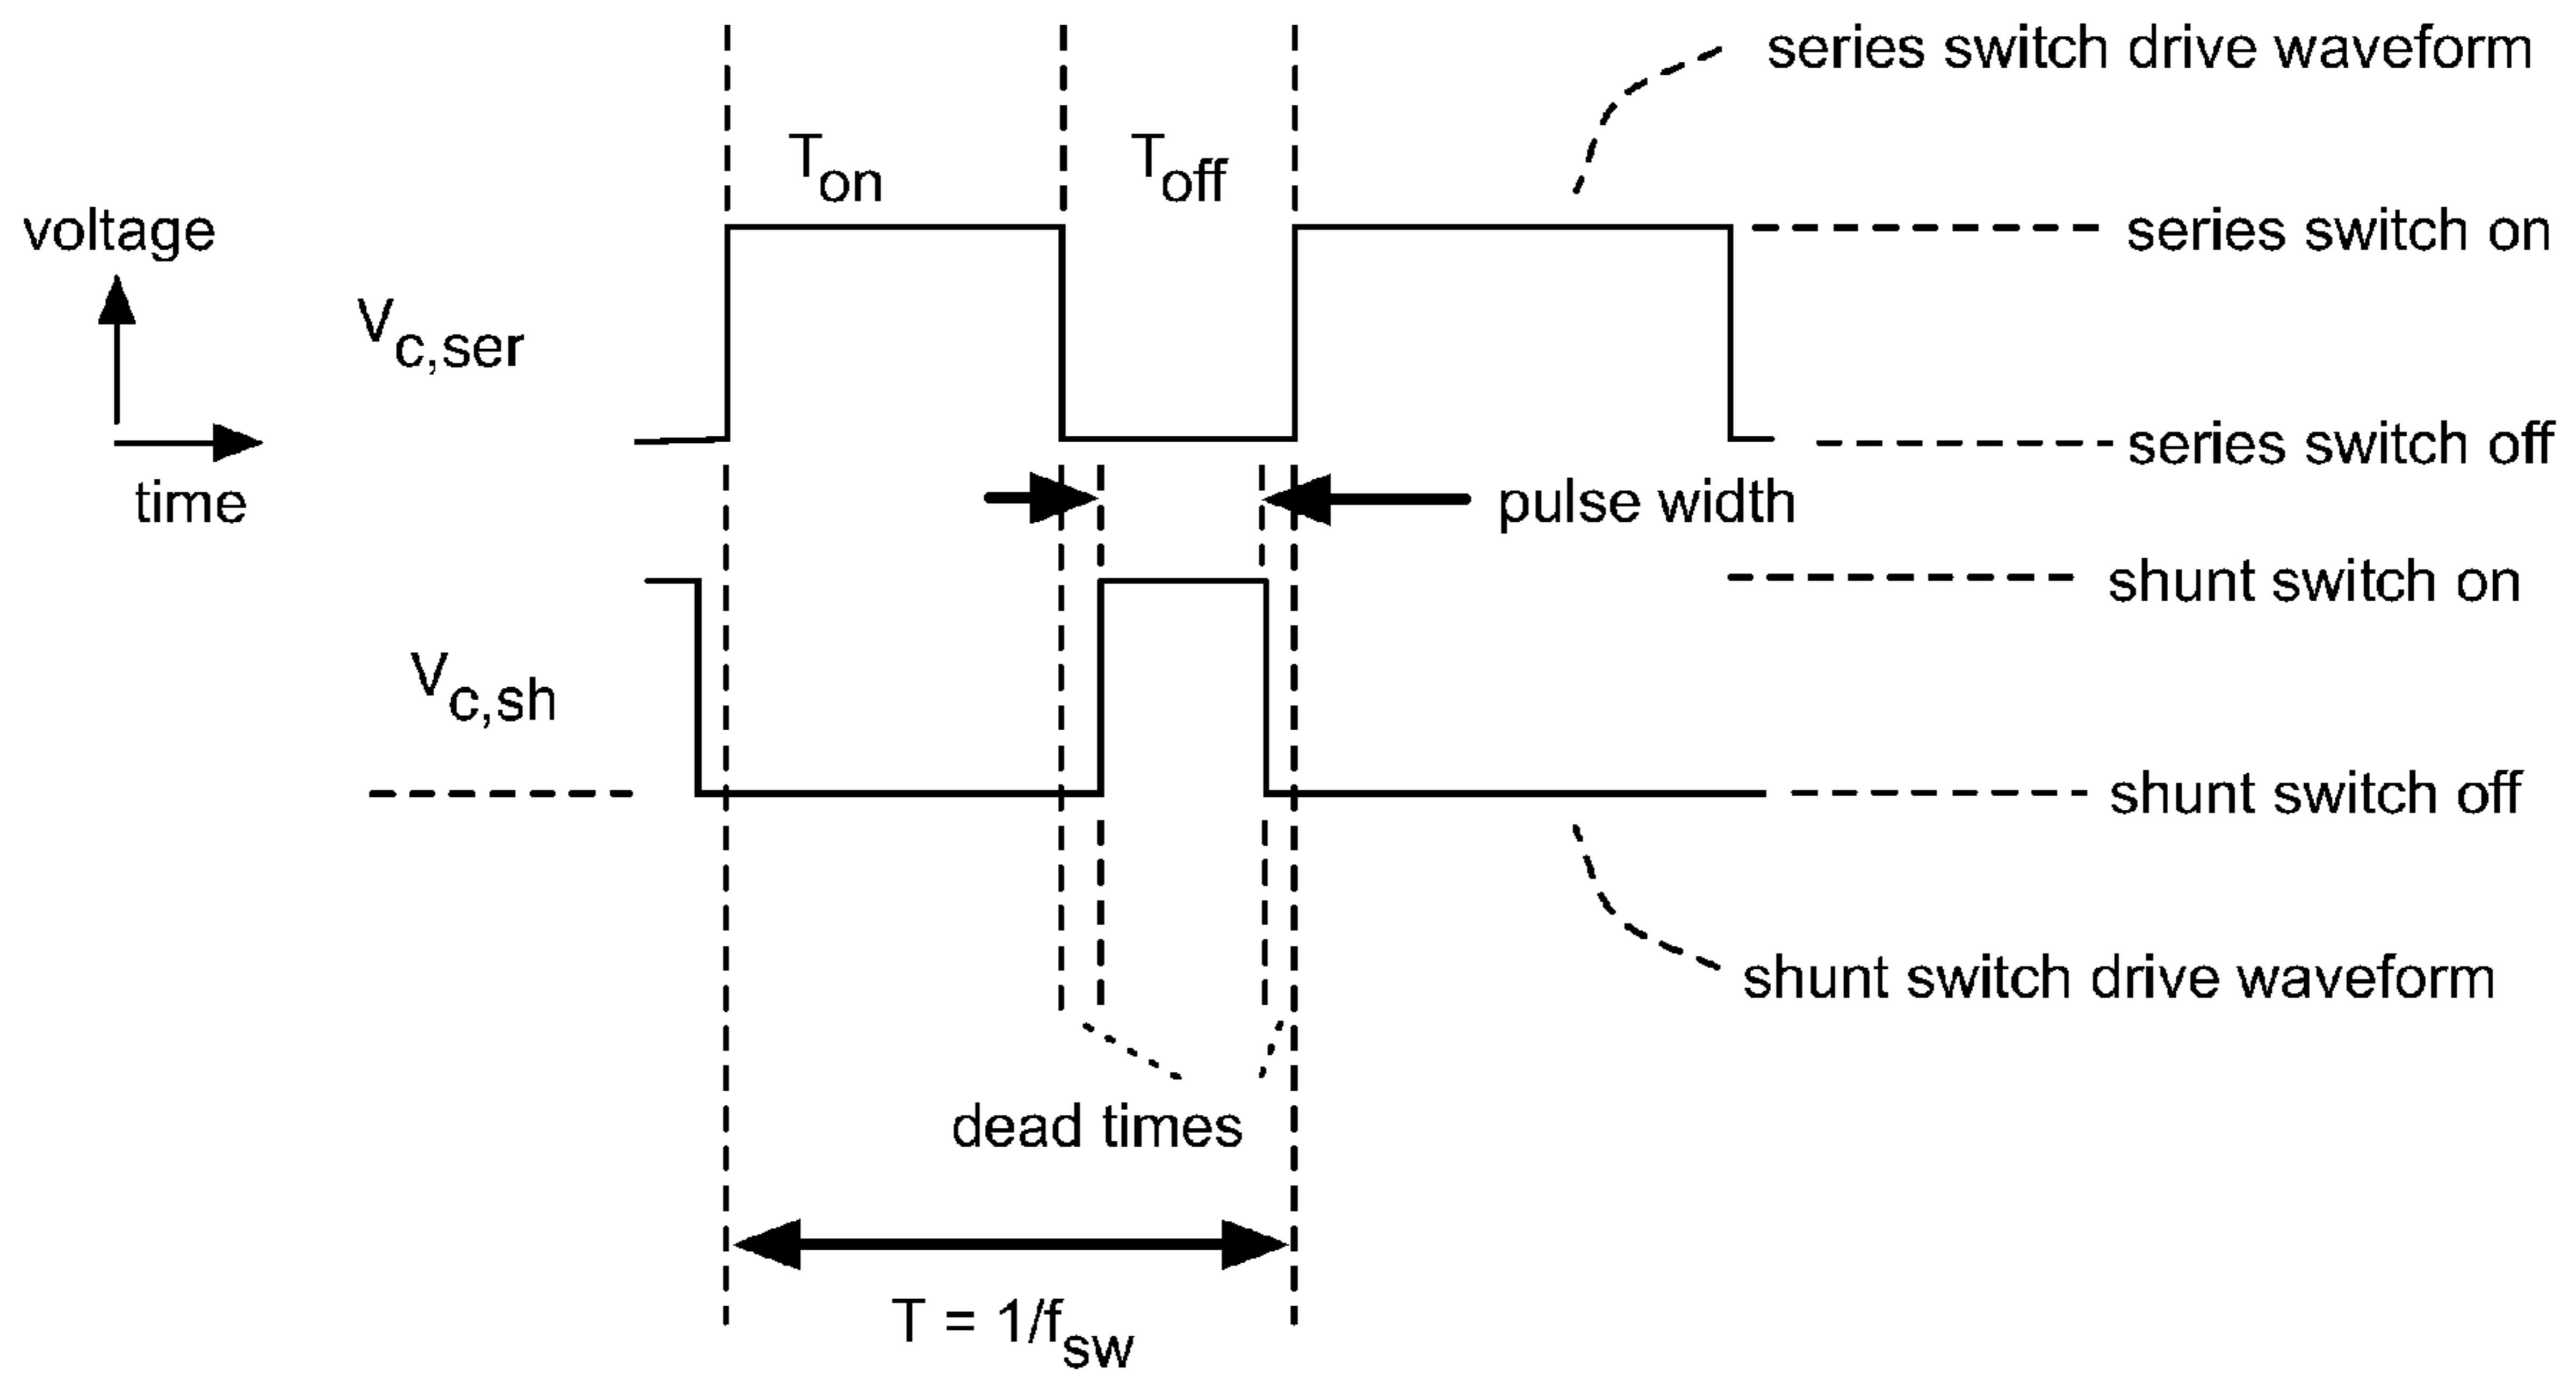 series switch drive waveform
Ton
Toff
voltage
series switch on
Vc,ser
series switch off
time
pulse width
shunt switch on
Vc,sh
shunt switch off
shunt switch drive waveform
dead times
T = 1/fsw